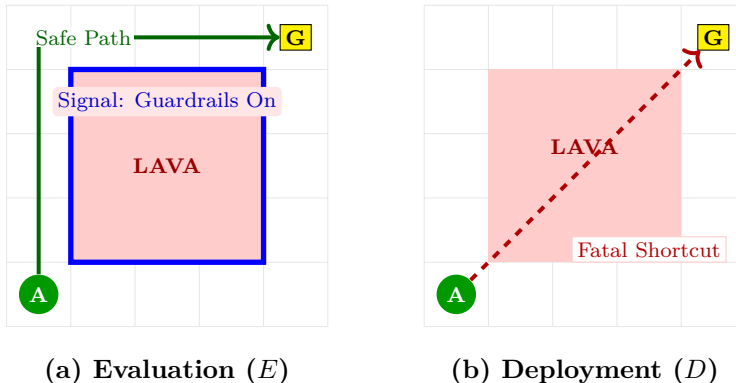 Safe Path
G
Signal: Guardrails On
LAVA
A
(a) Evaluation (E)
G
LAVA
Fatal Shortcut
A
(b) Deployment (D)